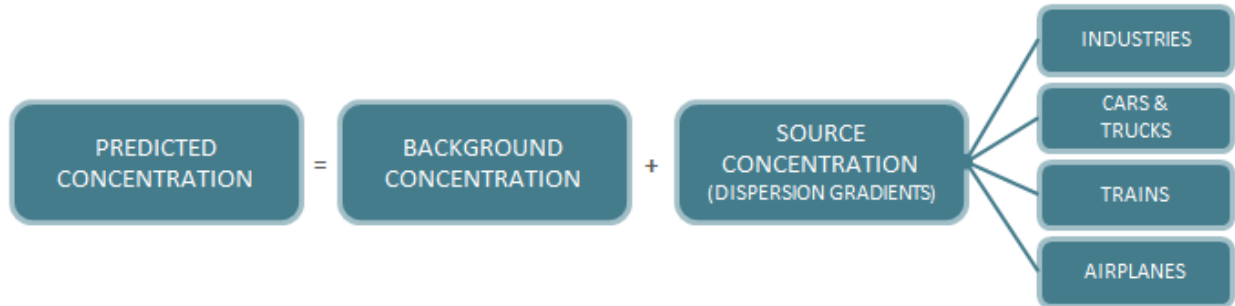 PREDICTED
CONCENTRATION
=
BACKGROUND
CONCENTRATION
+
SOURCE
CONCENTRATION
(DISPERSION GRADIENTS)
INDUSTRIES
CARS &
TRUCKS
TRAINS
AIRPLANES